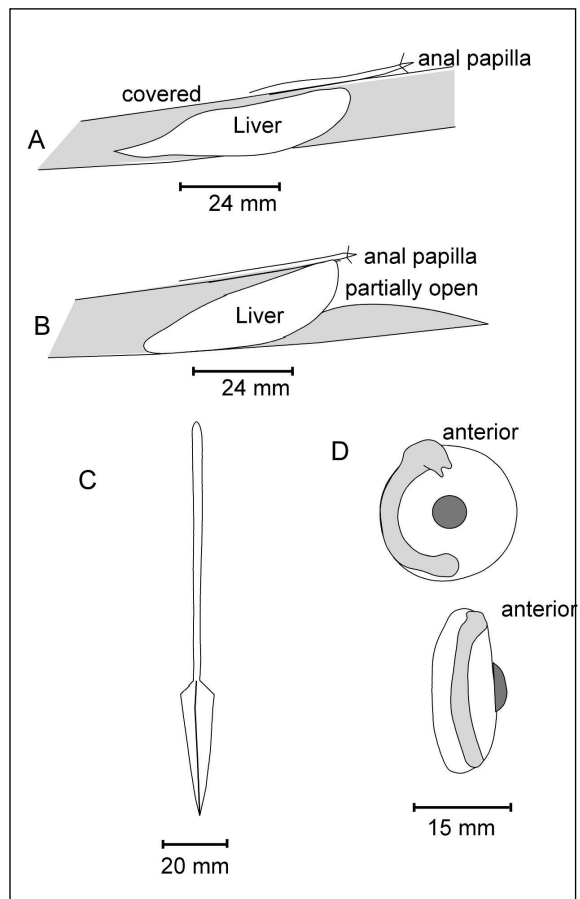 anal papilla
covered
A
Liver
24 mm
anal papilla
partially open
B
Liver
24 mm
C
D
anterior
anterior
15 mm
20 mm